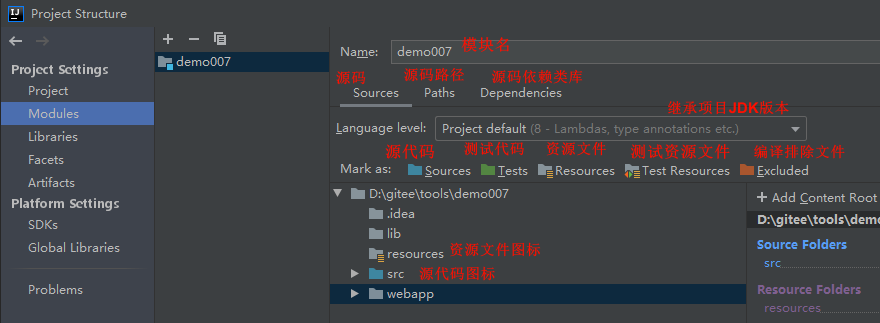 Project Structure
Project Settings
Project
Modules
Libraries
Facets
Artifacts
Platform Settings
SDKs
Global Libraries
Problems
demo007
Name: demo007 模块名
源码 源码路径 源码依赖类库
Sources Paths Dependencies
继承项目JDK版本
Language level: Project default (8 - Lambdas, type annotations etc.)
源代码 测试代码 资源文件 测试资源文件 编译排除文件
Mark as: Sources Tests Resources Test Resources Excluded
D:\gitee\tools\demo007
.idea
lib
resources 资源文件图标
src 源代码图标
webapp
+ Add Content Root
D:\gitee\tools\demo
Source Folders
src
Resource Folders
resources